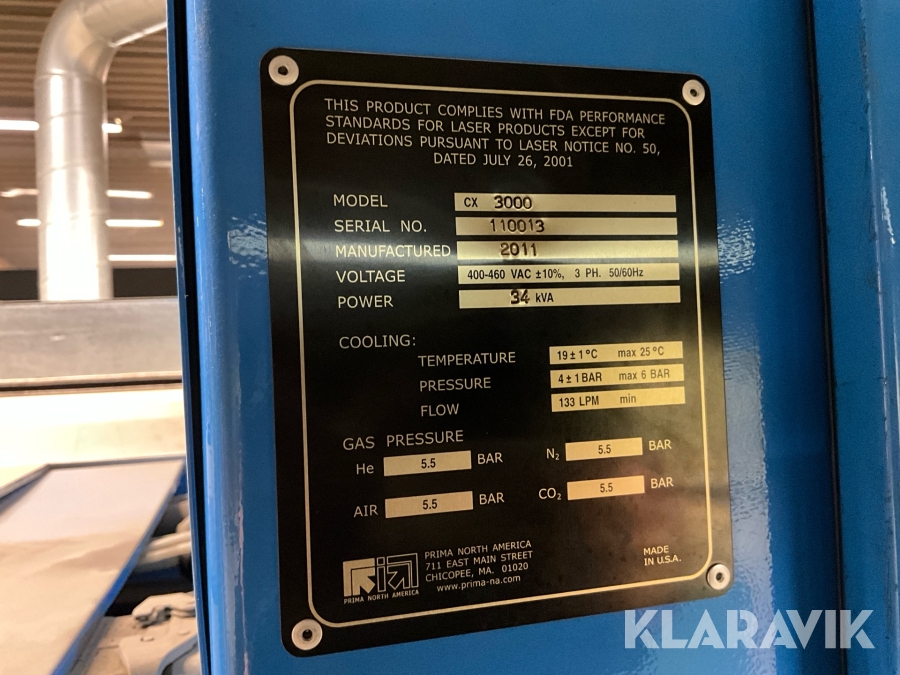 THIS PRODUCT COMPLIES WITH FDA PERFORMANCE
STANDARDS FOR LASER PRODUCTS EXCEPT FOR
DEVIATIONS PURSUANT TO LASER NOTICE NO. 50,
DATED JULY 26, 2001
MODEL CX 3000
SERIAL NO. 110013
MANUFACTURED 2011
VOLTAGE 400-460 VAC ±10%, 3 PH. 50/60Hz
POWER 34 kVA
COOLING:
TEMPERATURE 19±1°C max 25°C
PRESSURE 4±1 BAR max 6 BAR
FLOW 133 LPM min
GAS PRESSURE
He 5.5 BAR N₂ 5.5 BAR
AIR 5.5 BAR CO₂ 5.5 BAR
PRIMA NORTH AMERICA
711 EAST MAIN STREET
CHICOPEE, MA. 01020
www.prima-na.com
PRIMA NORTH AMERICA
MADE
IN U.S.A.
KLARAVIK